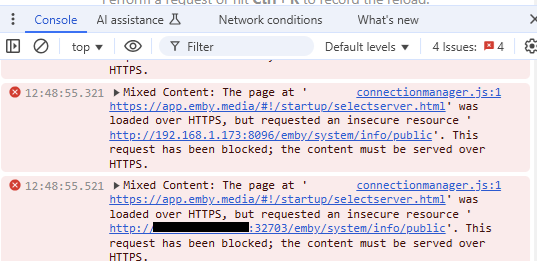 Perform a request or hit Ctrl + R to record the reload.
Console AI assistance Network conditions What's new
top Filter Default levels 4 Issues: 4
HTTPS.
12:48:55.321 Mixed Content: The page at ' connectionmanager.js:1
https://app.emby.media/#!/startup/selectserver.html' was
loaded over HTTPS, but requested an insecure resource '
http://192.168.1.173:8096/emby/system/info/public'. This
request has been blocked; the content must be served over
HTTPS.
12:48:55.521 Mixed Content: The page at ' connectionmanager.js:1
https://app.emby.media/#!/startup/selectserver.html' was
loaded over HTTPS, but requested an insecure resource '
http://:32703/emby/system/info/public'. This
request has been blocked; the content must be served over
HTTPS.